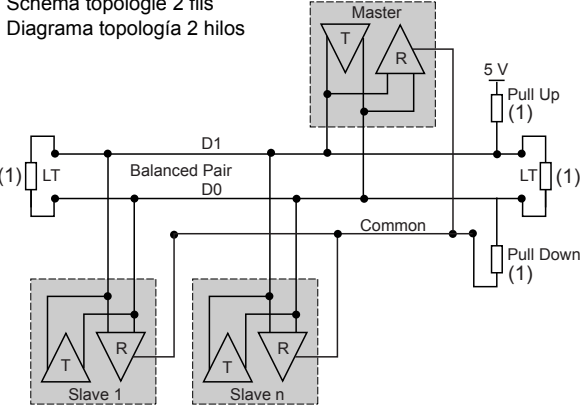 Schéma topologie 2 fils
Diagrama topología 2 hilos
Master
T
R
5 V
Pull Up
(1)
D1
(1)
LT
Balanced Pair
LT
(1)
D0
Common
Pull Down
(1)
T
R
Slave 1
T
R
Slave n